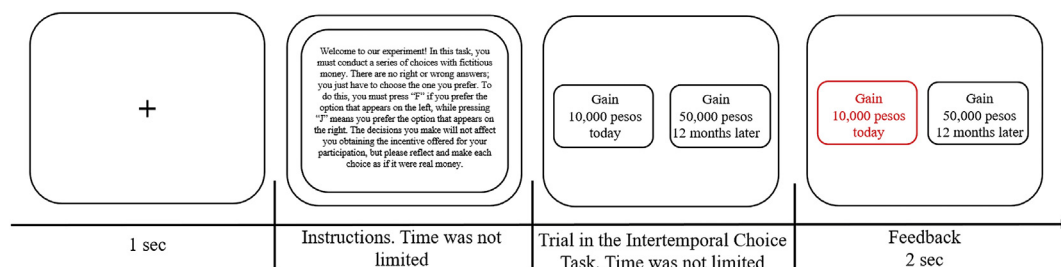 +
Welcome to our experiment! In this task, you
must conduct a series of choices with fictitious
money. There are no right or wrong answers;
you just have to choose the one you prefer. To
do this, you must press “F” if you prefer the
option that appears on the left, while pressing
“J” means you prefer the option that appears on
the right. The decisions you make will not affect
you obtaining the incentive offered for your
participation, but please reflect and make each
choice as if it were real money.
Gain
10,000 pesos
today
Gain
50,000 pesos
12 months later
Gain
10,000 pesos
today
Gain
50,000 pesos
12 months later
1 sec
Instructions. Time was not
limited
Trial in the Intertemporal Choice
Task. Time was not limited
Feedback
2 sec